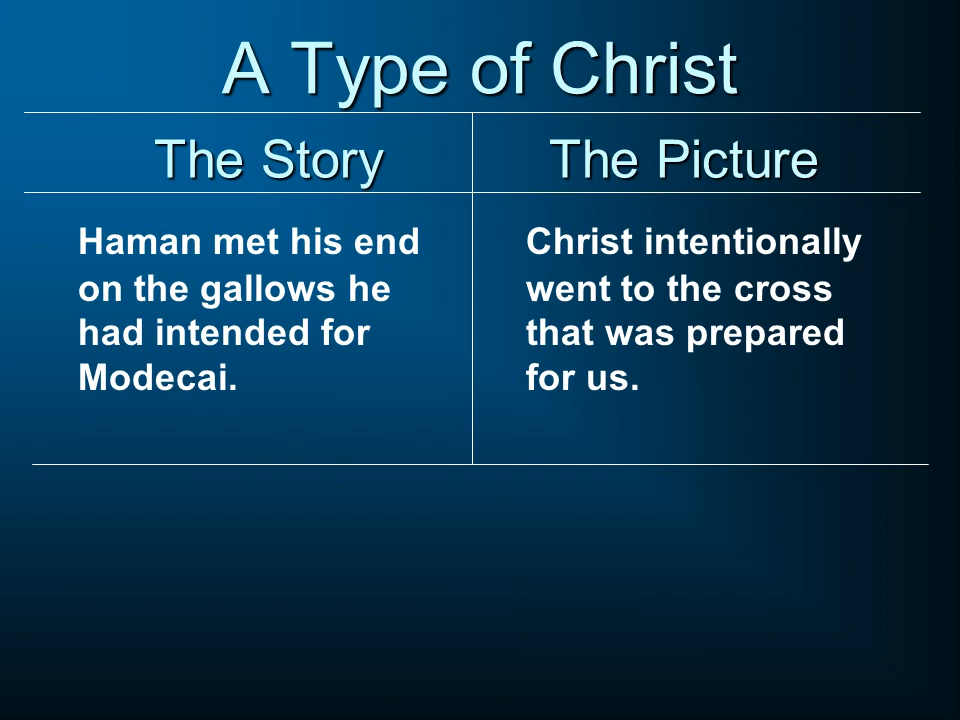 A Type of Christ
The Story
The Picture
Haman met his end
on the gallows he
had intended for
Modecai.
Christ intentionally
went to the cross
that was prepared
for us.